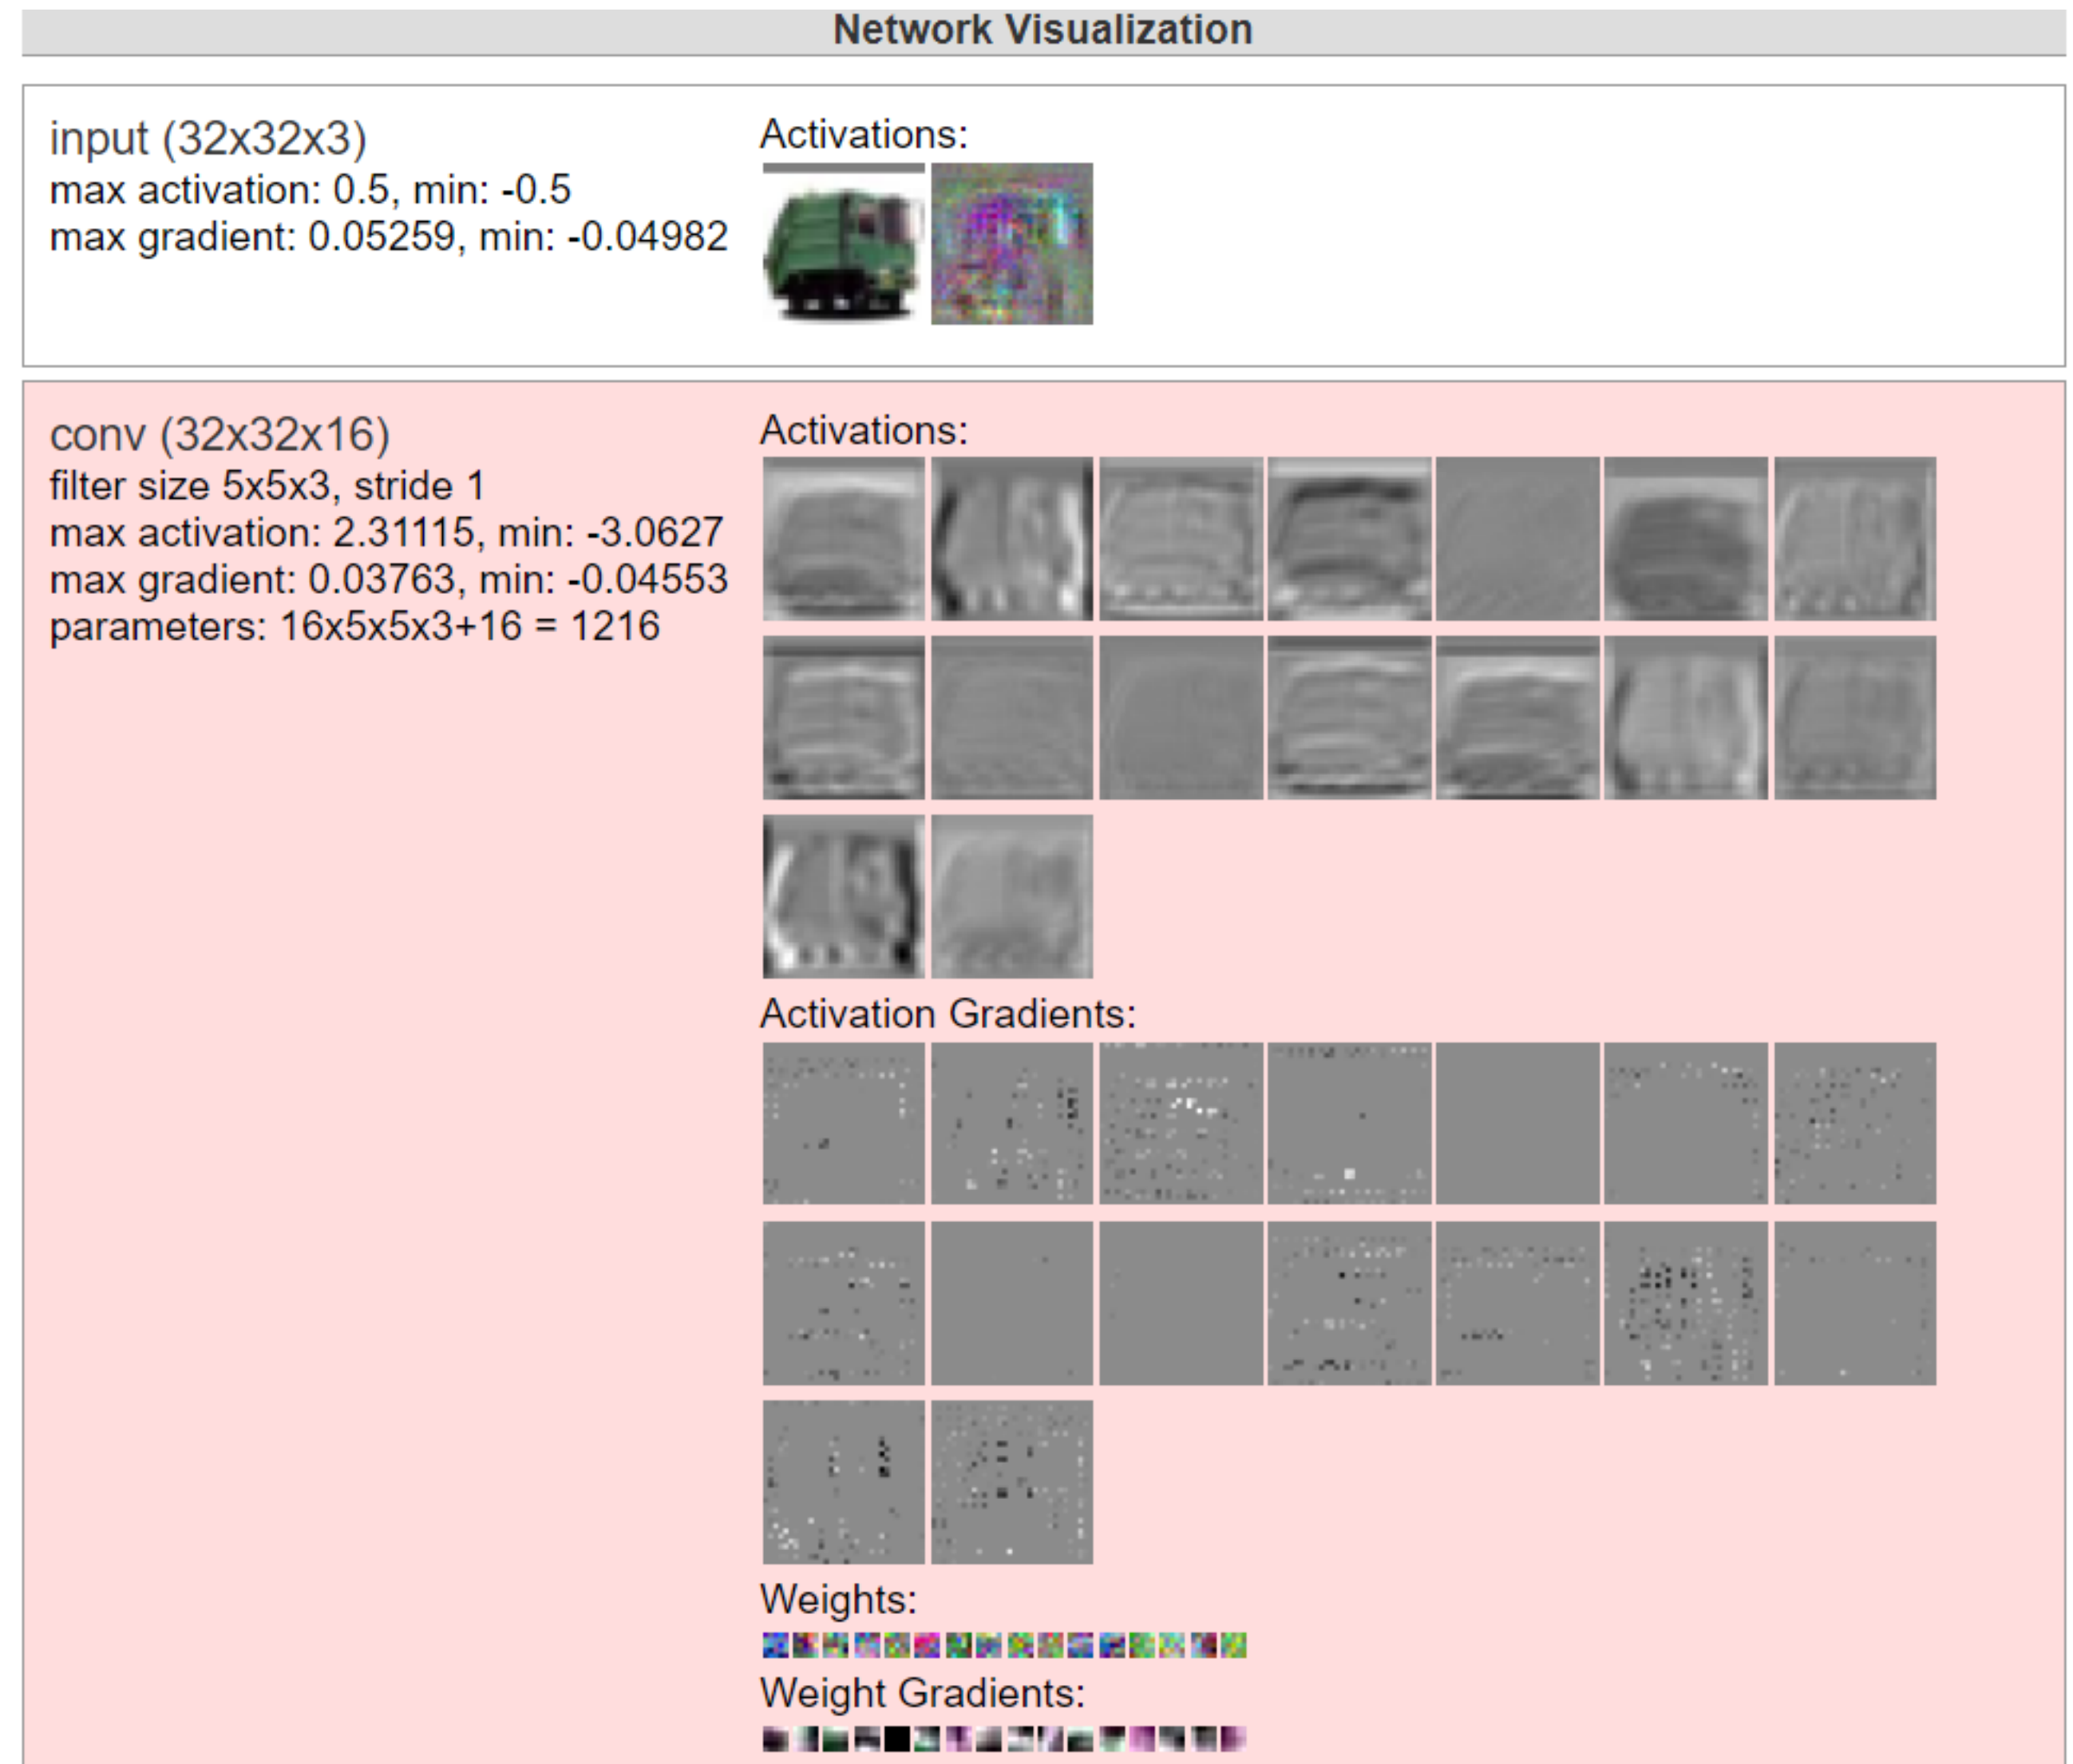 Network Visualization
input (32x32x3)
max activation: 0.5, min: -0.5
max gradient: 0.05259, min: -0.04982
Activations:
conv (32x32x16)
filter size 5x5x3, stride 1
max activation: 2.31115, min: -3.0627
max gradient: 0.03763, min: -0.04553
parameters: 16x5x5x3+16 = 1216
Activations:
Activation Gradients:
Weights:
Weight Gradients: